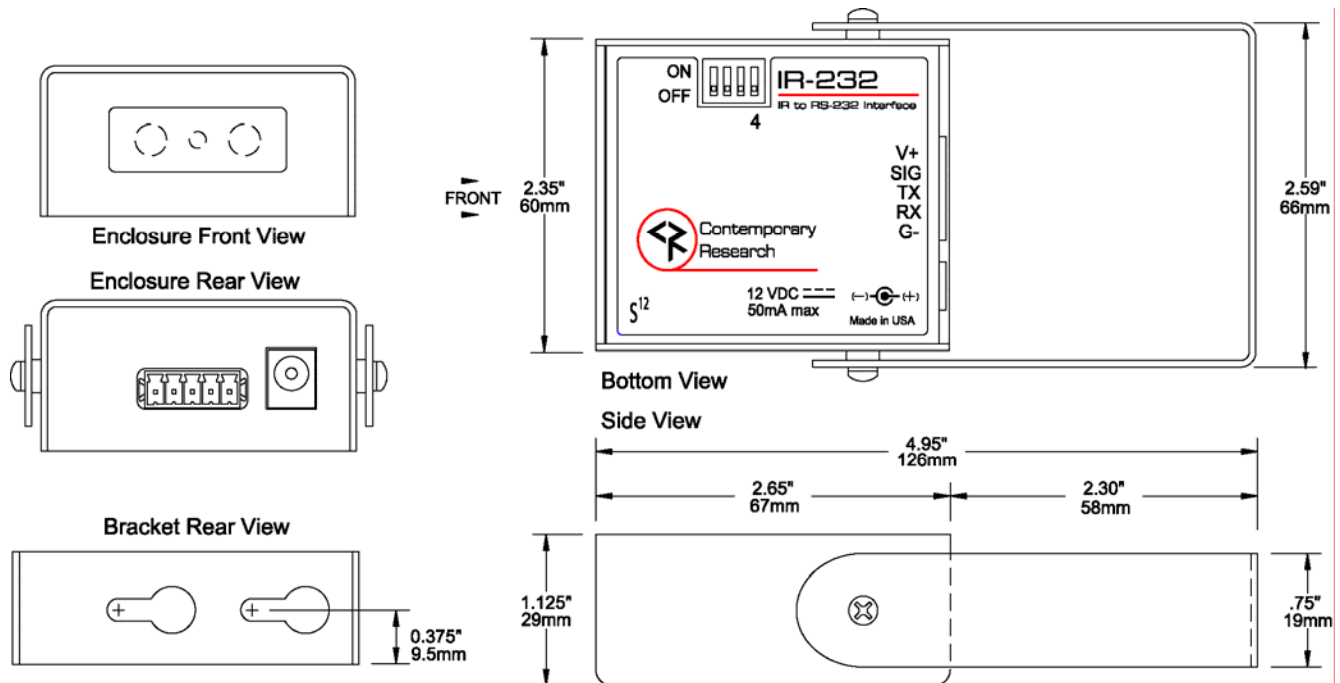 Enclosure Front View
Enclosure Rear View
Bracket Rear View
0.375"
9.5mm
FRONT
2.35"
60mm
ON
OFF
4
IR-232
IR to RS-232 Interface
V+
SIG
TX
RX
G-
Contemporary
Research
S12
12 VDC
50mA max
(-) (+)
Made in USA
2.59"
66mm
Bottom View
Side View
4.95"
126mm
2.65"
67mm
2.30"
58mm
1.125"
29mm
.75"
19mm